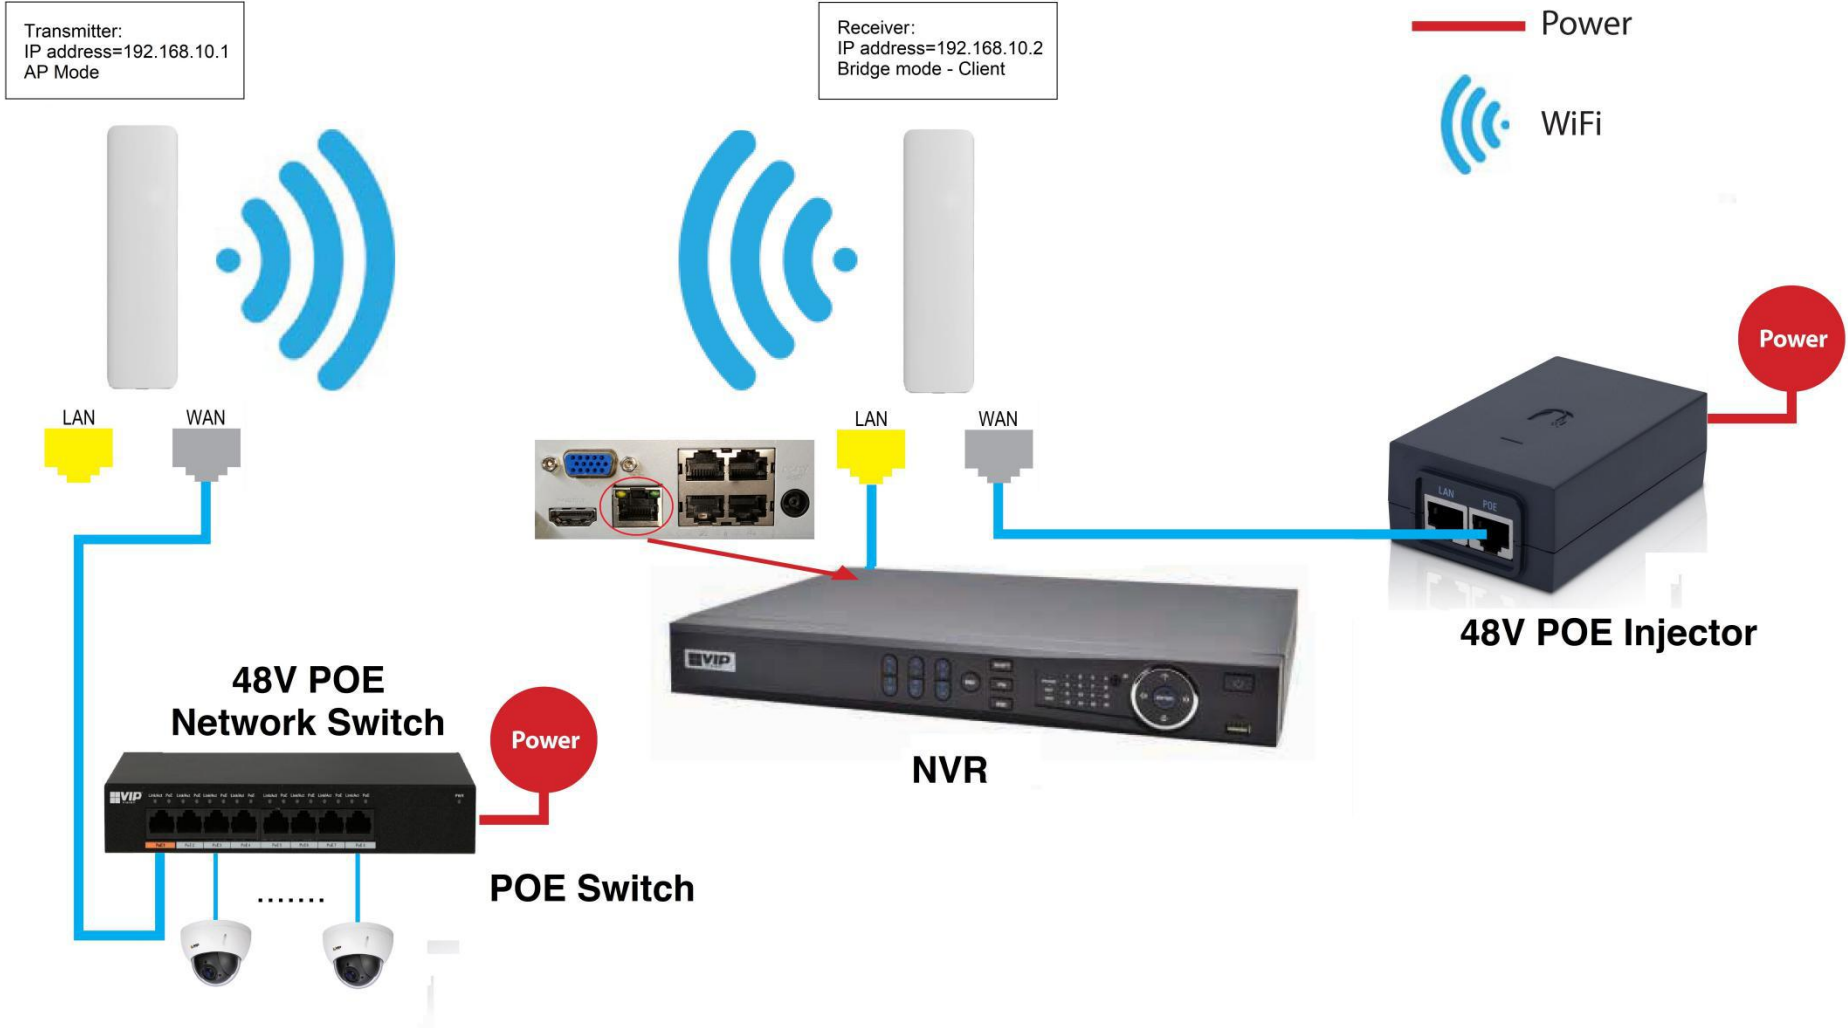 Transmitter:
IP address=192.168.10.1
AP Mode
Receiver:
IP address=192.168.10.2
Bridge mode - Client
Power
WiFi
LAN
WAN
LAN
WAN
Power
LAN
POE
48V POE Injector
48V POE
Network Switch
Power
VIP
NVR
VIP
POE Switch